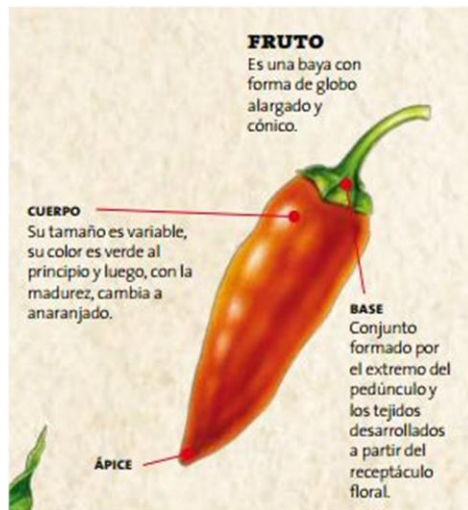 FRUTO
Es una baya con
forma de globo
alargado y
cónico.
CUERPO
Su tamaño es variable,
su color es verde al
principio y luego, con la
madurez, cambia a
anaranjado.
BASE
Conjunto
formado por
el extremo del
pedúnculo y
los tejidos
desarrollados
a partir del
receptáculo
floral.
ÁPICE